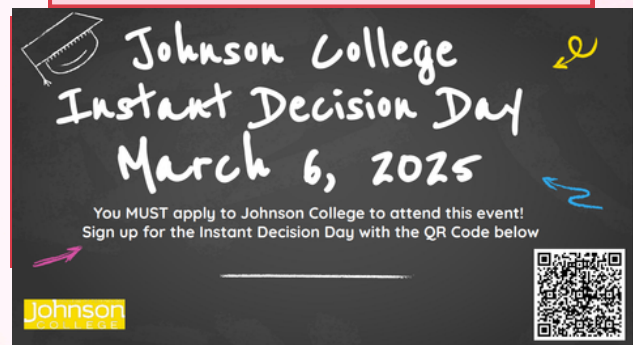 Johnson College
Instant Decision Day
March 6, 2025
You MUST apply to Johnson College to attend this event!
Sign up for the Instant Decision Day with the QR Code below
Johnson
COLLEGE